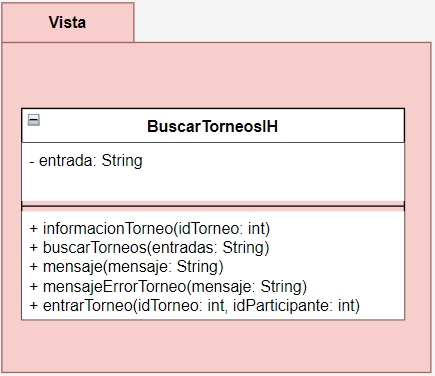 Vista
BuscarTorneosIH
- entrada: String
+ informacionTorneo(idTorneo: int)
+ buscarTorneos(entradas: String)
+ mensaje(mensaje: String)
+ mensajeErrorTorneo(mensaje: String)
+ entrarTorneo(idTorneo: int, idParticipante: int)